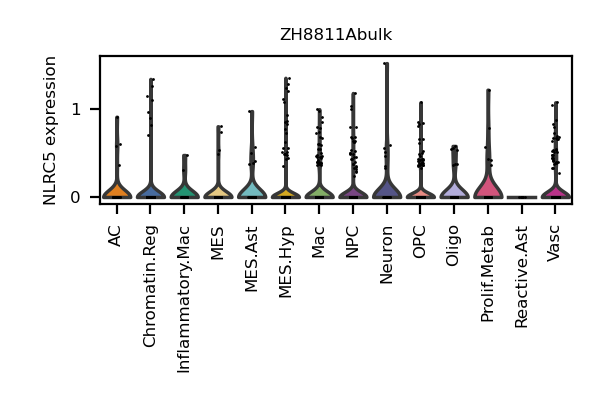 ZH8811Abulk
NLRC5 expression
1
0
AC
Chromatin.Reg
Inflammatory.Mac
MES
MES.Ast
MES.Hyp
Mac
NPC
Neuron
OPC
Oligo
Prolif.Metab
Reactive.Ast
Vasc